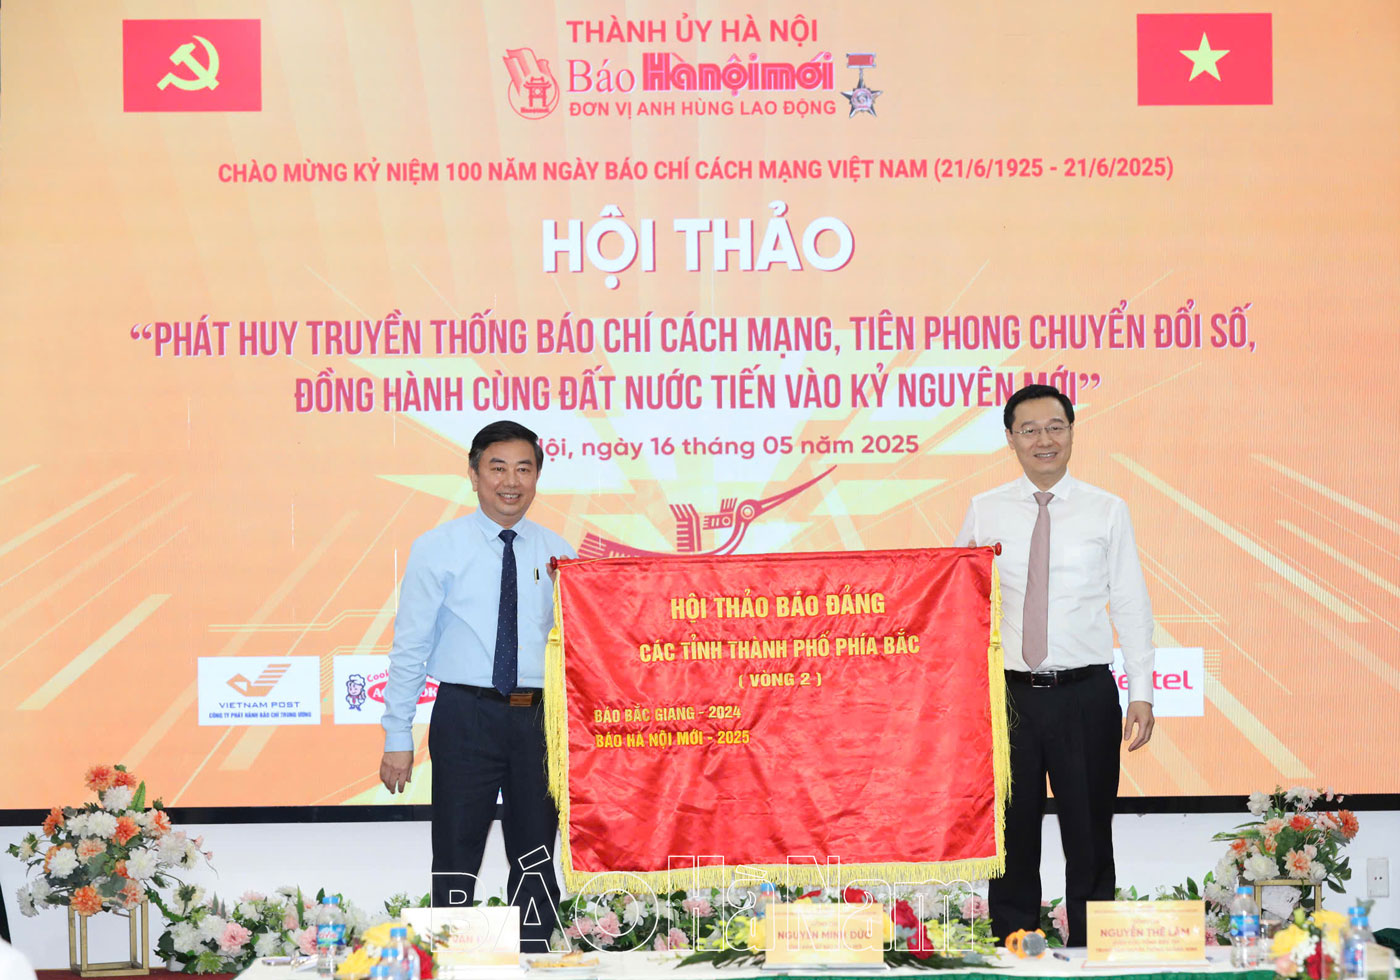 THÀNH ỦY HÀ NỘI
Báo Hànộimới
ĐƠN VỊ ANH HÙNG LAO ĐỘNG
CHÀO MỪNG KỶ NIỆM 100 NĂM NGÀY BÁO CHÍ CÁCH MẠNG VIỆT NAM (21/6/1925 - 21/6/2025)
HỘI THẢO
“PHÁT HUY TRUYỀN THỐNG BÁO CHÍ CÁCH MẠNG, TIÊN PHONG CHUYỂN ĐỔI SỐ,
ĐỒNG HÀNH CÙNG ĐẤT NƯỚC TIẾN VÀO KỶ NGUYÊN MỚI”
Nội, ngày 16 tháng 05 năm 2025
HỘI THẢO BÁO ĐẢNG
CÁC TỈNH THÀNH PHỐ PHÍA BẮC
( VÒNG 2 )
BÁO BẮC GIANG - 2024
BÁO HÀ NỘI MỚI - 2025
VIETNAM POST
CÔNG TY PHÁT HÀNH BÁO CHÍ TRUNG ƯƠNG
BÁO Hà Nam
NGUYỄN MINH ĐỨC
NGUYỄN THẾ LÃM